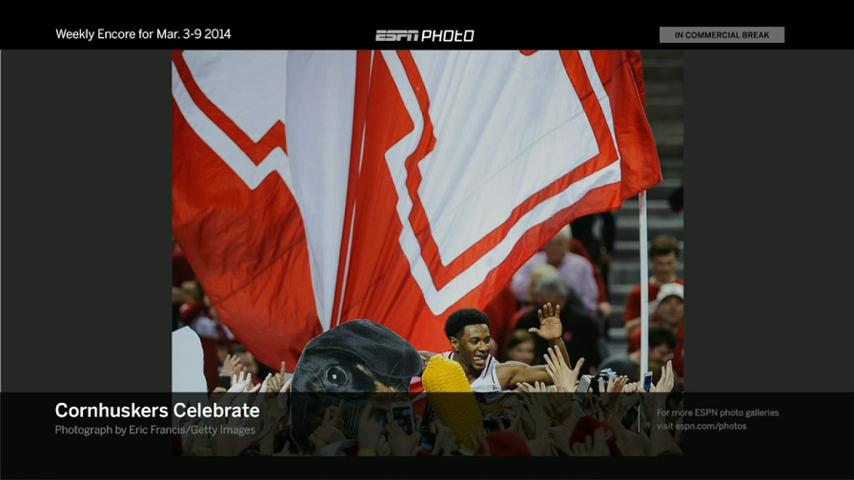 Weekly Encore for Mar. 3-9 2014
ESPN PHOTO
IN COMMERCIAL BREAK
Cornhuskers Celebrate
Photograph by Eric Francis/Getty Images
For more ESPN photo galleries
visit espn.com/photos